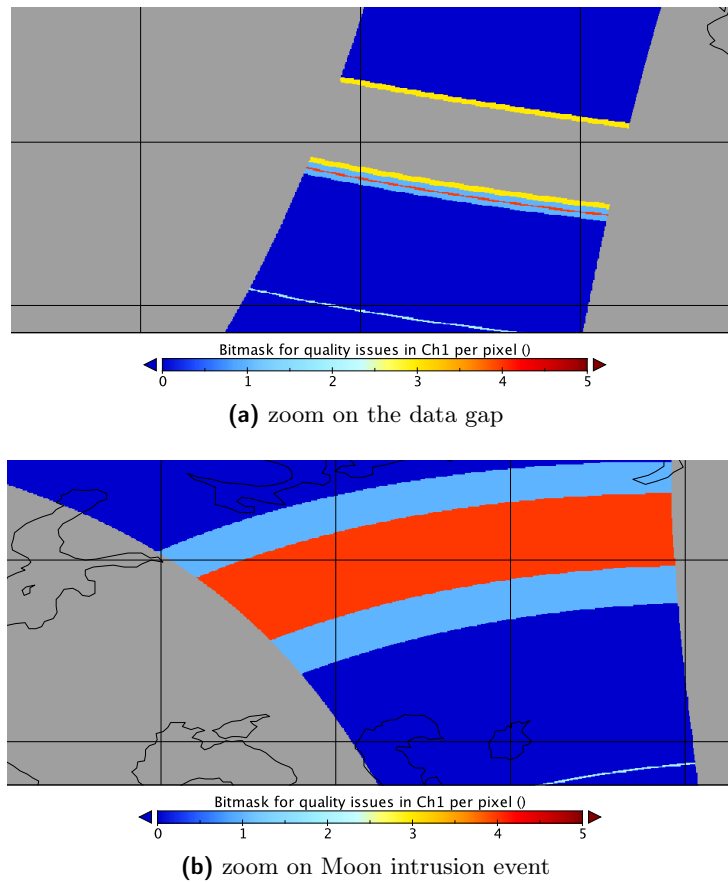 Bitmask for quality issues in Ch1 per pixel ()
0 1 2 3 4 5
(a) zoom on the data gap
Bitmask for quality issues in Ch1 per pixel ()
0 1 2 3 4 5
(b) zoom on Moon intrusion event